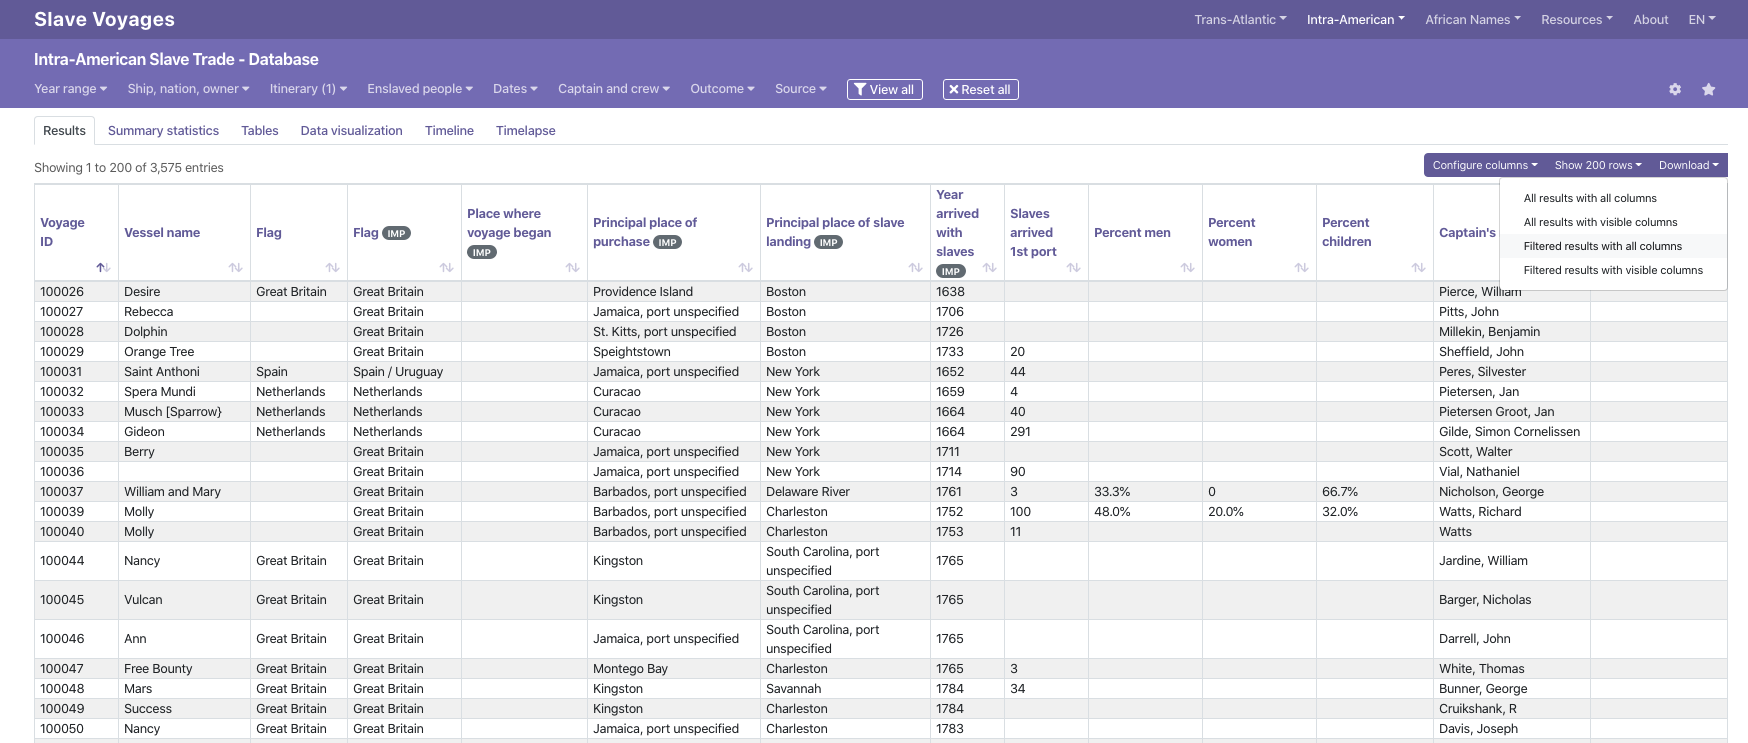 Slave Voyages
Trans-Atlantic Intra-American African Names Resources About EN
Intra-American Slave Trade - Database
Year range Ship, nation, owner Itinerary (1) Enslaved people Dates Captain and crew Outcome Source View all Reset all
Results Summary statistics Tables Data visualization Timeline Timelapse
Showing 1 to 200 of 3,575 entries
Configure columns Show 200 rows Download
All results with all columns
All results with visible columns
Filtered results with all columns
Filtered results with visible columns
Voyage
ID
Vessel name
Flag
Flag IMP
Place where
voyage began
IMP
Principal place of
purchase IMP
Principal place of slave
landing IMP
Year
arrived
with
slaves
IMP
Slaves
arrived
1st port
Percent men
Percent
women
Percent
children
Captain's
100026 Desire Great Britain Great Britain Providence Island Boston 1638 Pierce, William
100027 Rebecca Great Britain Jamaica, port unspecified Boston 1706 Pitts, John
100028 Dolphin Great Britain St. Kitts, port unspecified Boston 1726 Millekin, Benjamin
100029 Orange Tree Great Britain Speightstown Boston 1733 20 Sheffield, John
100031 Saint Anthoni Spain Spain / Uruguay Jamaica, port unspecified New York 1652 44 Peres, Silvester
100032 Spera Mundi Netherlands Netherlands Curacao New York 1659 4 Pietersen, Jan
100033 Musch [Sparrow} Netherlands Netherlands Curacao New York 1664 40 Pietersen Groot, Jan
100034 Gideon Netherlands Netherlands Curacao New York 1664 291 Gilde, Simon Cornelissen
100035 Berry Great Britain Jamaica, port unspecified New York 1711 Scott, Walter
100036 Great Britain Jamaica, port unspecified New York 1714 90 Vial, Nathaniel
100037 William and Mary Great Britain Barbados, port unspecified Delaware River 1761 3 33.3% 0 66.7% Nicholson, George
100039 Molly Great Britain Barbados, port unspecified Charleston 1752 100 48.0% 20.0% 32.0% Watts, Richard
100040 Molly Great Britain Barbados, port unspecified Charleston 1753 11 Watts
100044 Nancy Great Britain Great Britain Kingston South Carolina, port
unspecified 1765 Jardine, William
100045 Vulcan Great Britain Great Britain Kingston South Carolina, port
unspecified 1765 Barger, Nicholas
100046 Ann Great Britain Great Britain Jamaica, port unspecified South Carolina, port
unspecified 1765 Darrell, John
100047 Free Bounty Great Britain Great Britain Montego Bay Charleston 1765 3 White, Thomas
100048 Mars Great Britain Great Britain Kingston Savannah 1784 34 Bunner, George
100049 Success Great Britain Great Britain Kingston Charleston 1784 Cruikshank, R
100050 Nancy Great Britain Great Britain Jamaica, port unspecified Charleston 1783 Davis, Joseph